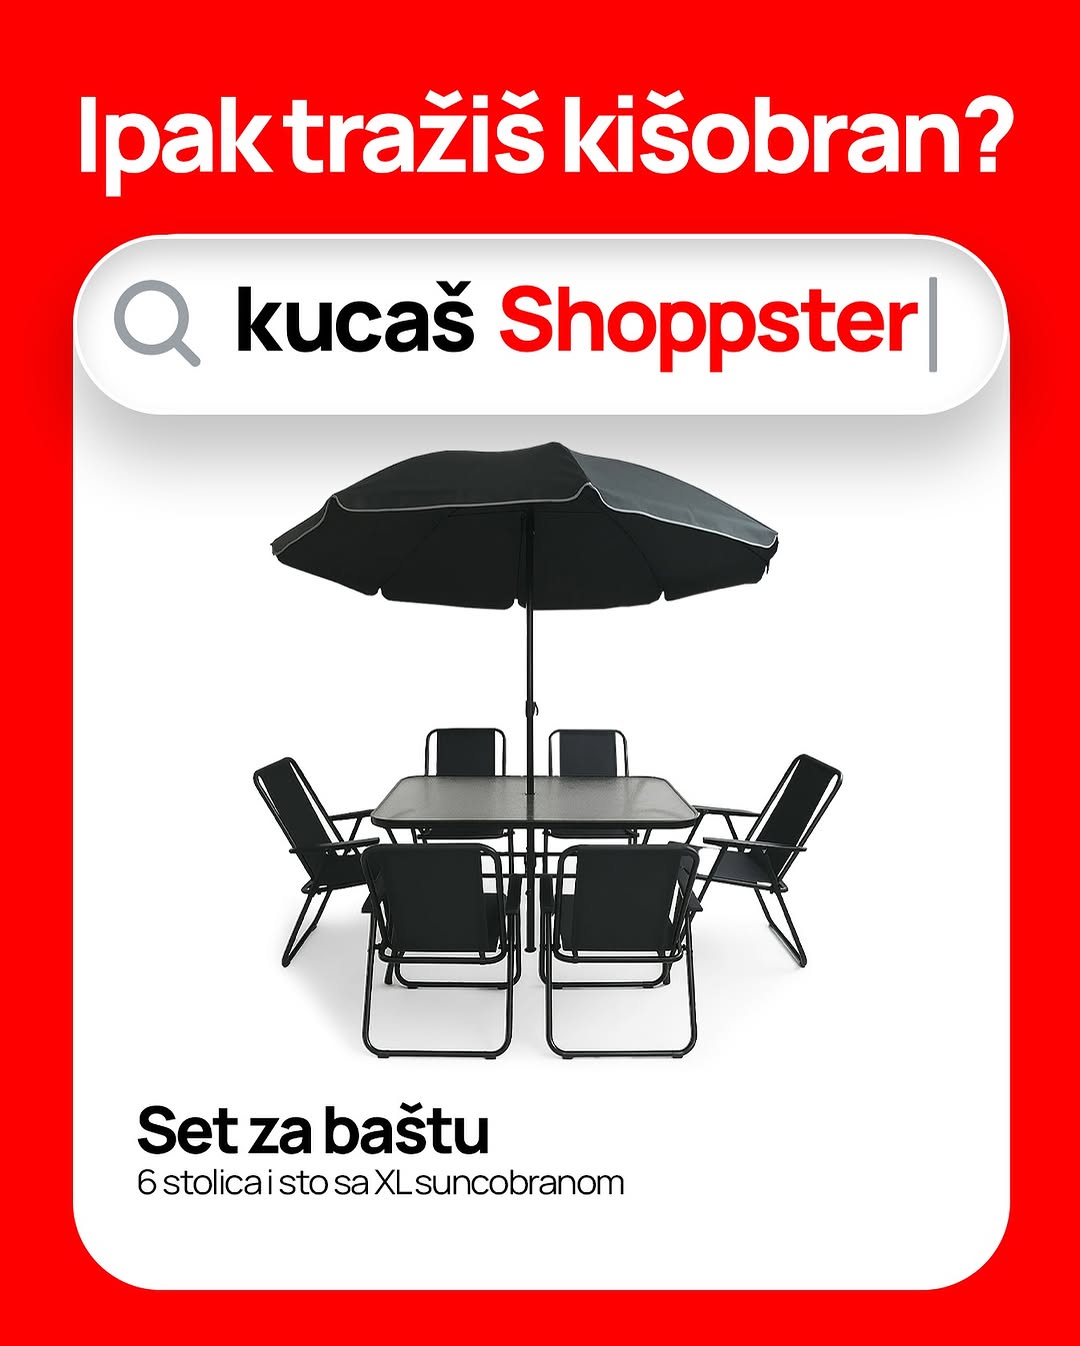 Ipak tražiš kišobran?
kucaš Shoppster
Set za baštu
6 stolica i sto sa XL suncobranom